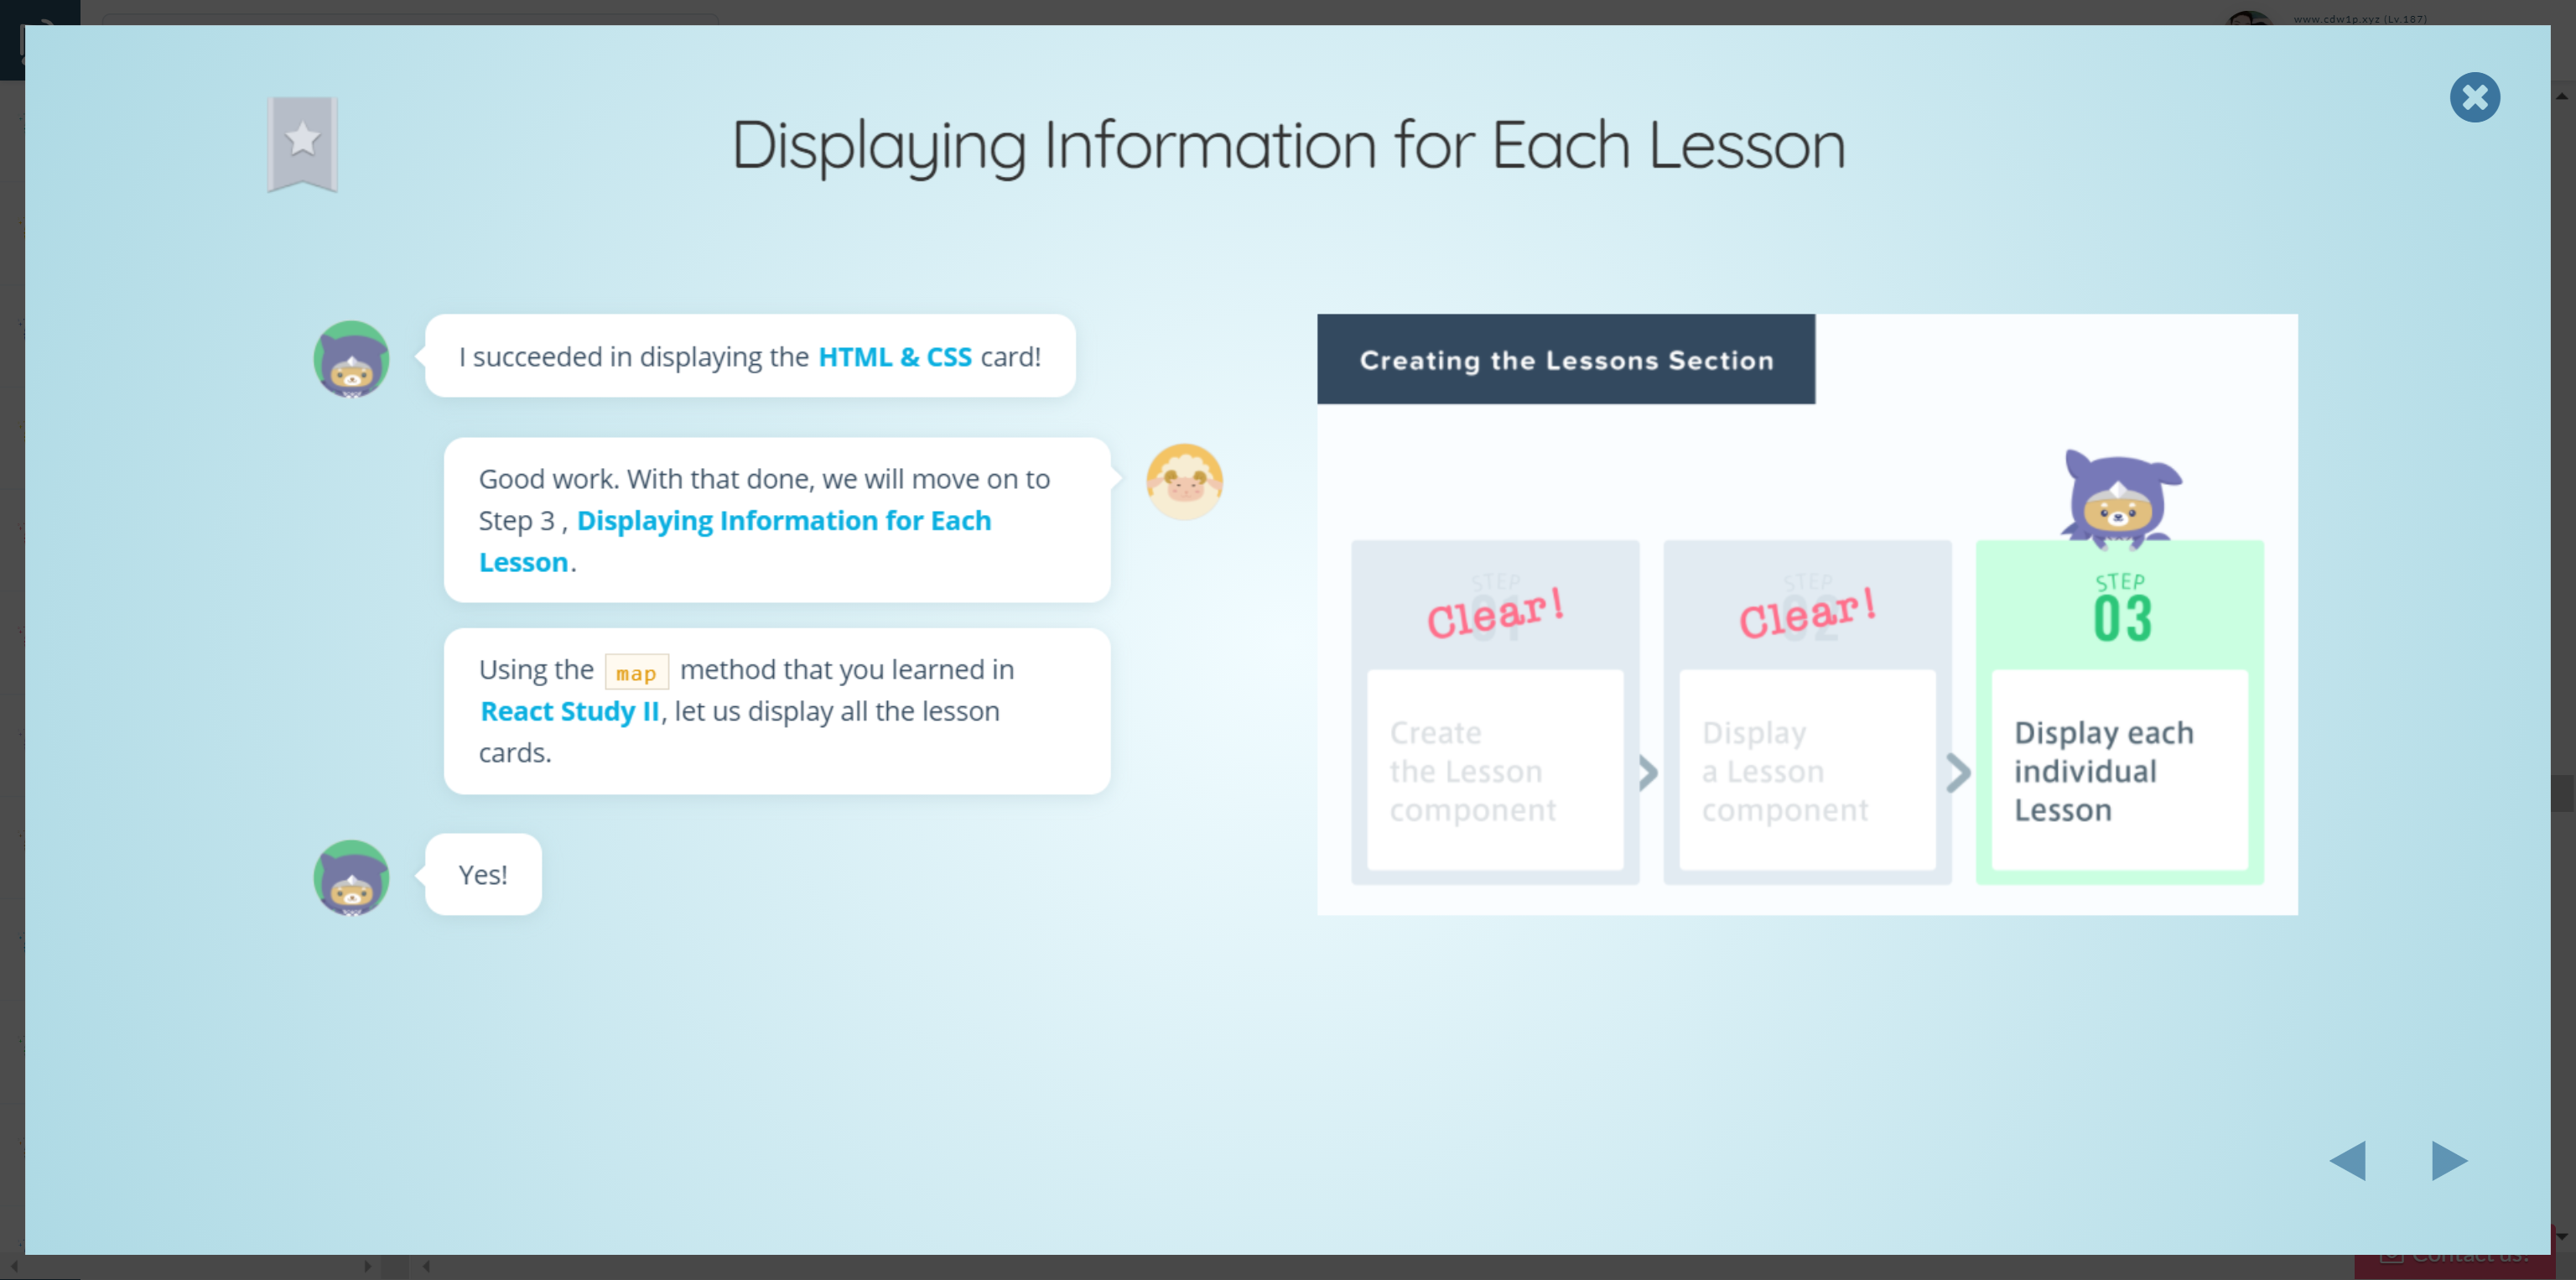 www.cdw1p.xyz (Lv.187)
Displaying Information for Each Lesson
I succeeded in displaying the HTML & CSS card!
Good work. With that done, we will move on to
Step 3 , Displaying Information for Each
Lesson.
Using the map method that you learned in
React Study II, let us display all the lesson
cards.
Yes!
Creating the Lessons Section
STEP
01
Clear!
Create
the Lesson
component
STEP
02
Clear!
Display
a Lesson
component
STEP
03
Display each
individual
Lesson
Contact us!